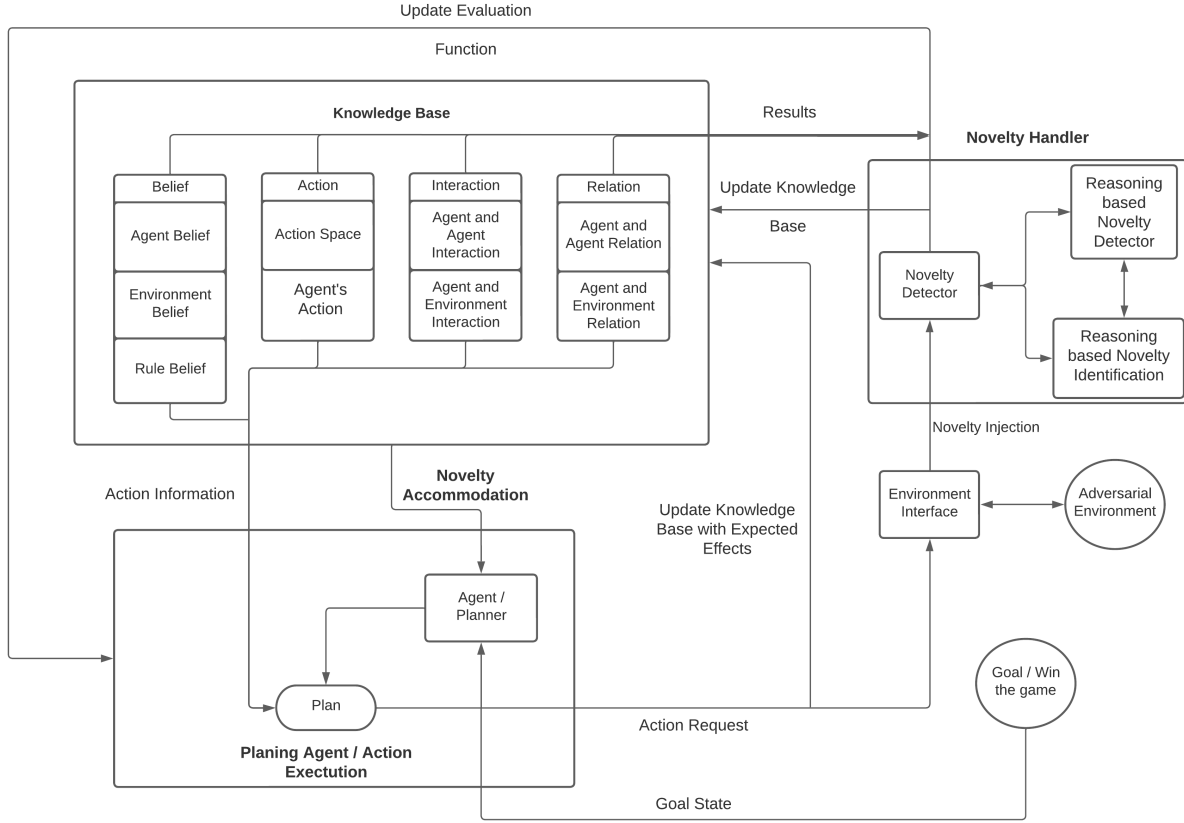 Update Evaluation
Function
Knowledge Base
Results
Novelty Handler
Belief
Agent Belief
Environment
Belief
Rule Belief
Action
Action Space
Agent's
Action
Interaction
Agent and
Agent
Interaction
Agent and
Environment
Interaction
Relation
Agent and
Agent Relation
Agent and
Environment
Relation
Update Knowledge
Base
Novelty
Detector
Reasoning
based
Novelty
Detector
Reasoning
based Novelty
Identification
Novelty Injection
Action Information
Novelty
Accommodation
Update Knowledge
Base with Expected
Effects
Environment
Interface
Adversarial
Environment
Agent /
Planner
Plan
Goal / Win
the game
Action Request
Planing Agent / Action
Exectution
Goal State